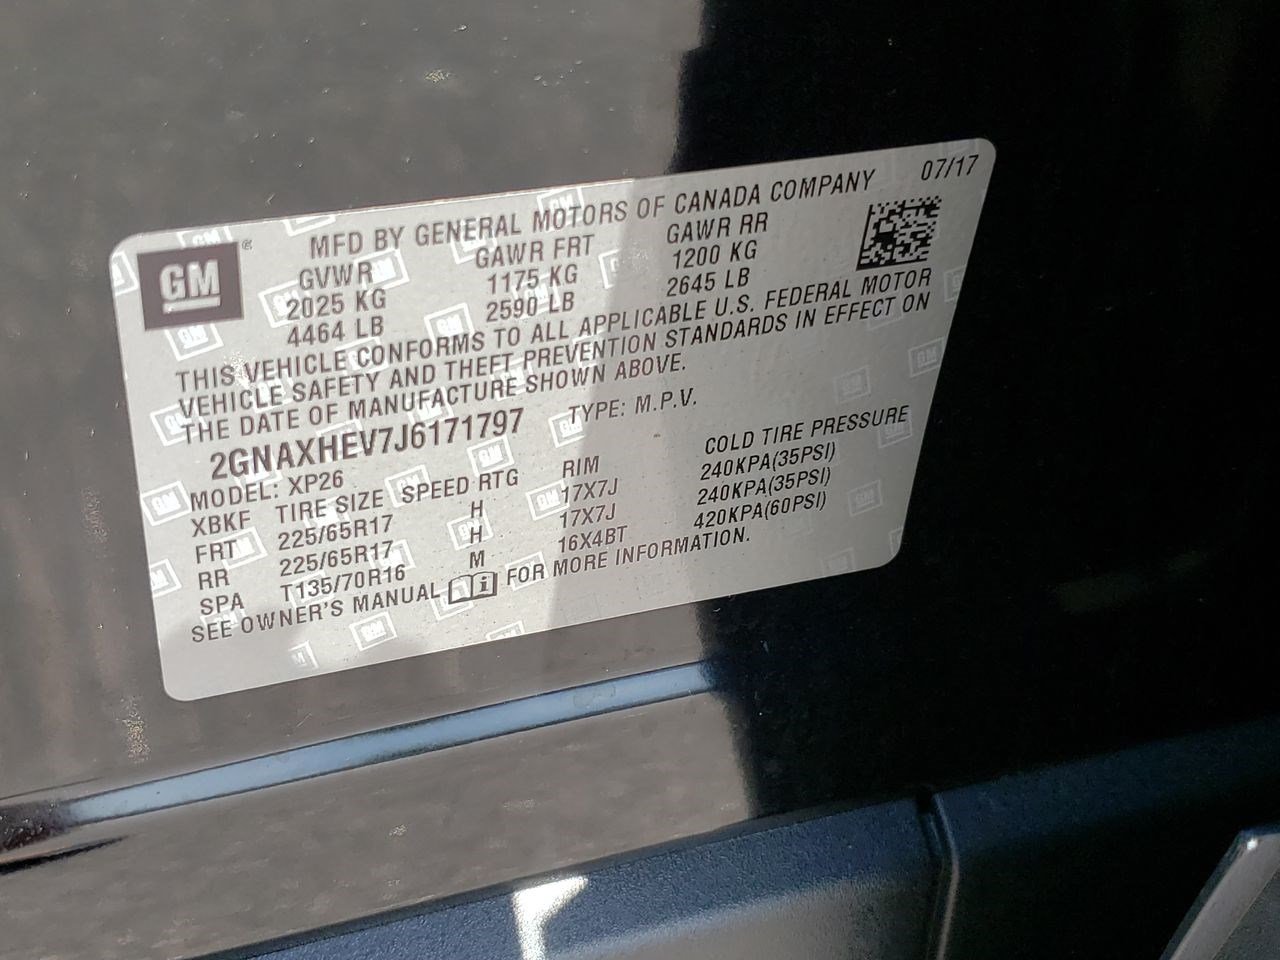 07/17
MFD BY GENERAL MOTORS OF CANADA COMPANY
GM
GVWR GAWR FRT GAWR RR
2025 KG 1175 KG 1200 KG
4464 LB 2590 LB 2645 LB
THIS VEHICLE CONFORMS TO ALL APPLICABLE U.S. FEDERAL MOTOR
VEHICLE SAFETY AND THEFT PREVENTION STANDARDS IN EFFECT ON
THE DATE OF MANUFACTURE SHOWN ABOVE.
2GNAXHEV7J6171797 TYPE: M.P.V.
MODEL: XP26
XBKF TIRE SIZE SPEED RTG RIM COLD TIRE PRESSURE
FRT 225/65R17 H 17X7J 240KPA(35PSI)
RR 225/65R17 H 17X7J 240KPA(35PSI)
SPA T135/70R16 M 16X4BT 420KPA(60PSI)
SEE OWNER'S MANUAL FOR MORE INFORMATION.